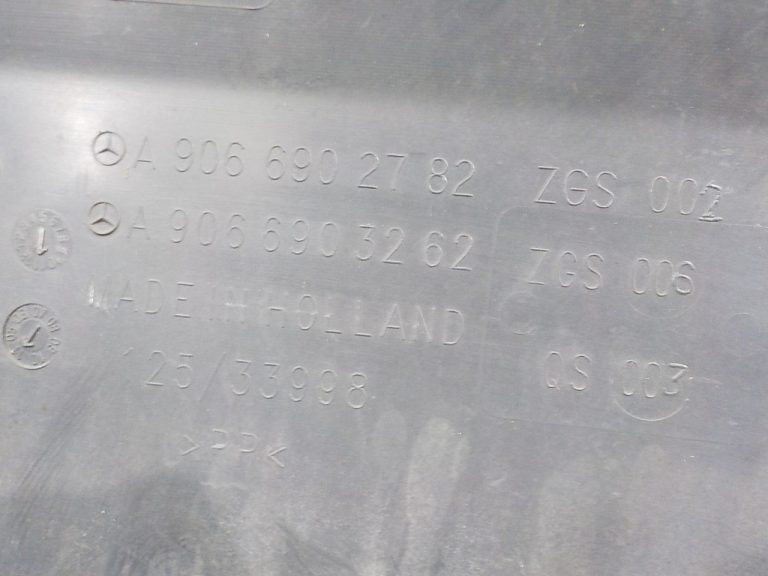 A 906 690 27 82 ZGS 002
A 906 690 32 62 ZGS 006
MADE IN HOLLAND
QS 003
125/33998
>PP<